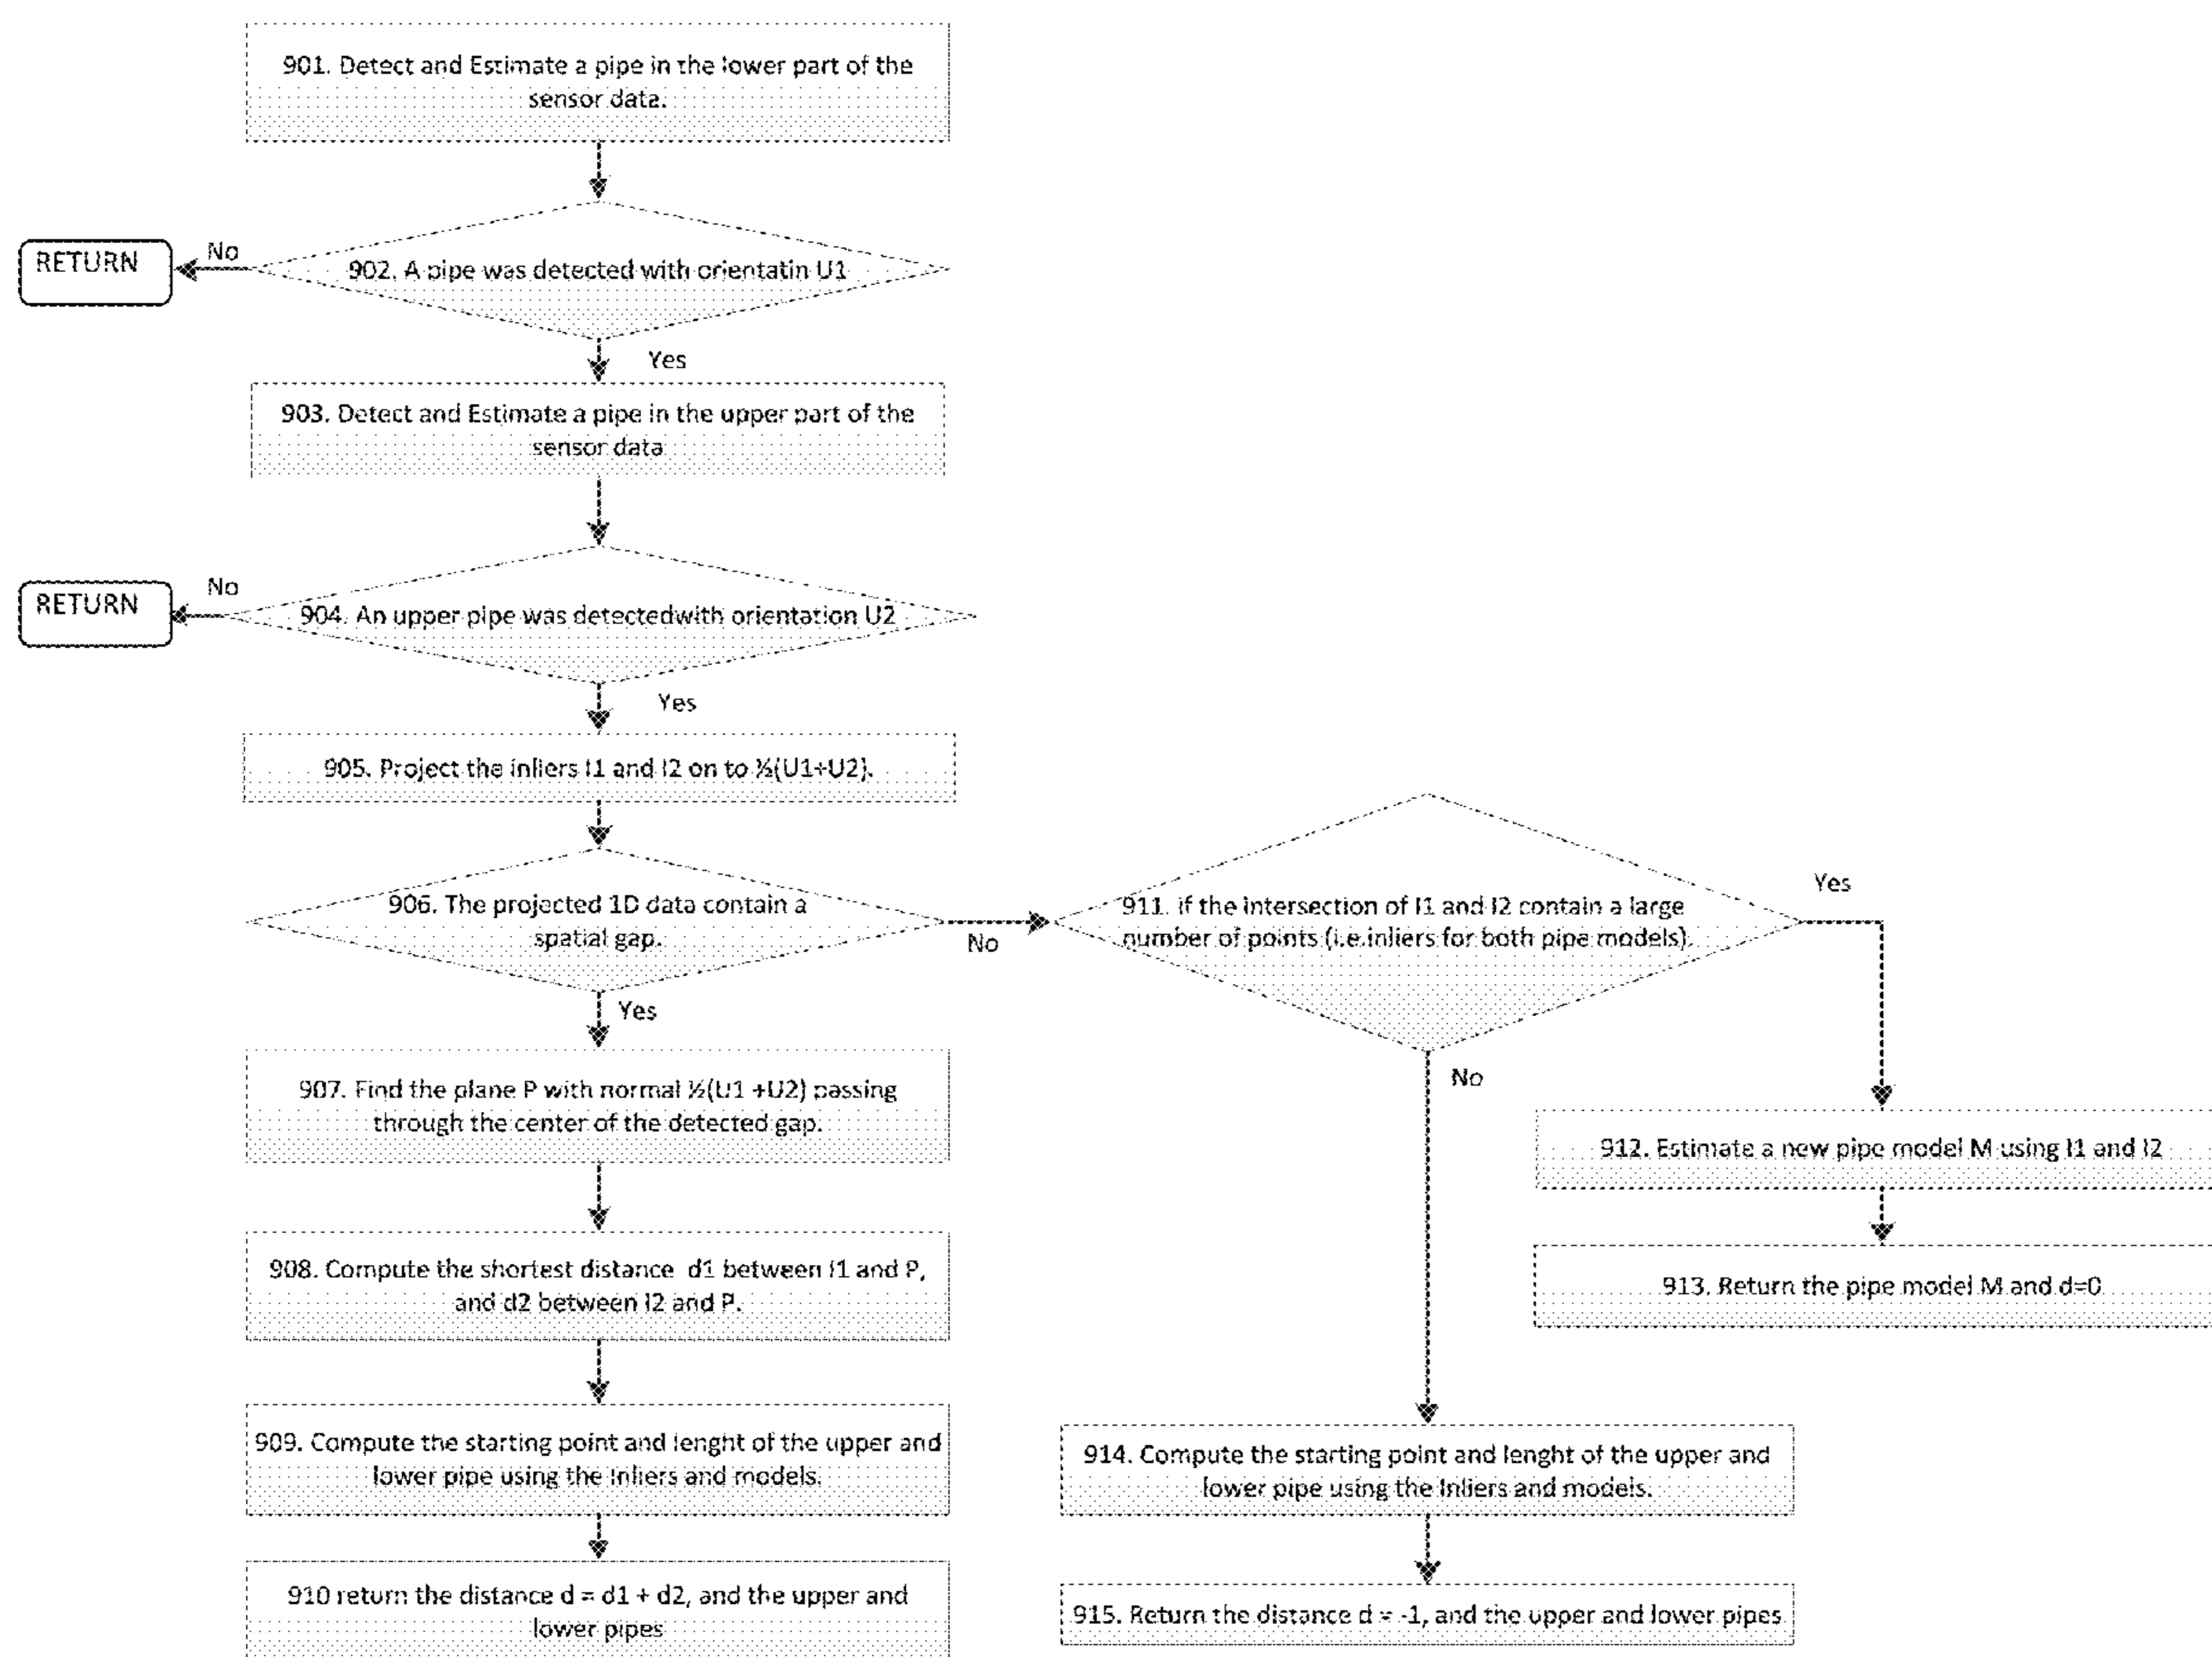 901. Detect and Estimate a pipe in the lower part of the
sensor data.
RETURN
No
902. A pipe was detected with orientatin U1
Yes
903. Detect and Estimate a pipe in the upper part of the
sensor data
RETURN
No
904. An upper pipe was detectedwith orientation U2
Yes
905. Project the inliers I1 and I2 on to ½(U1+U2).
906. The projected 1D data contain a
spatial gap.
No
Yes
911. if the intersection of I1 and I2 contain a large
number of points (i.e.inliers for both pipe models).
Yes
No
907. Find the plane P with normal ½(U1 +U2) passing
through the center of the detected gap.
912. Estimate a new pipe model M using I1 and I2
908. Compute the shortest distance d1 between I1 and P,
and d2 between I2 and P.
913. Return the pipe model M and d=0
909. Compute the starting point and lenght of the upper and
lower pipe using the Inliers and models.
914. Compute the starting point and lenght of the upper and
lower pipe using the Inliers and models.
910 return the distance d = d1 + d2, and the upper and
lower pipes
915. Return the distance d = -1, and the upper and lower pipes